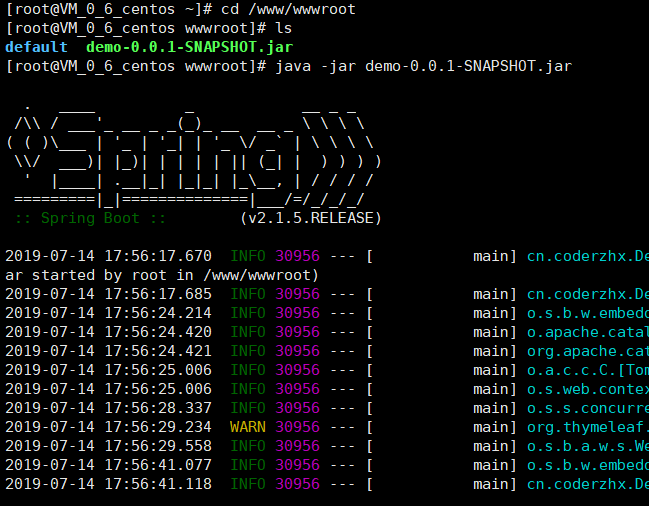 [root@VM_0_6_centos ~]# cd /www/wwwroot
[root@VM_0_6_centos wwwroot]# ls
default  demo-0.0.1-SNAPSHOT.jar
[root@VM_0_6_centos wwwroot]# java -jar demo-0.0.1-SNAPSHOT.jar
  .   ____          _            __ _ _
 /\\ / ___'_ __ _ _(_)_ __  __ _ \ \ \ \
( ( )\___ | '_ | '_| | '_ \/ _` | \ \ \ \
 \\/  ___)| |_)| | | | | || (_| |  ) ) ) )
  '  |____| .__|_| |_|_| |_\__, | / / / /
 =========|_|==============|___/=/_/_/_/
 :: Spring Boot ::        (v2.1.5.RELEASE)
2019-07-14 17:56:17.670  INFO 30956 --- [           main] cn.coderzhx.De
ar started by root in /www/wwwroot)
2019-07-14 17:56:17.685  INFO 30956 --- [           main] cn.coderzhx.De
2019-07-14 17:56:24.214  INFO 30956 --- [           main] o.s.b.w.embedd
2019-07-14 17:56:24.420  INFO 30956 --- [           main] o.apache.catal
2019-07-14 17:56:24.421  INFO 30956 --- [           main] org.apache.cat
2019-07-14 17:56:25.006  INFO 30956 --- [           main] o.a.c.c.C.[Tom
2019-07-14 17:56:25.006  INFO 30956 --- [           main] o.s.web.contex
2019-07-14 17:56:28.337  INFO 30956 --- [           main] o.s.s.concurre
2019-07-14 17:56:29.234  WARN 30956 --- [           main] org.thymeleaf.
2019-07-14 17:56:29.558  INFO 30956 --- [           main] o.s.b.a.w.s.We
2019-07-14 17:56:41.077  INFO 30956 --- [           main] o.s.b.w.embedd
2019-07-14 17:56:41.118  INFO 30956 --- [           main] cn.coderzhx.De